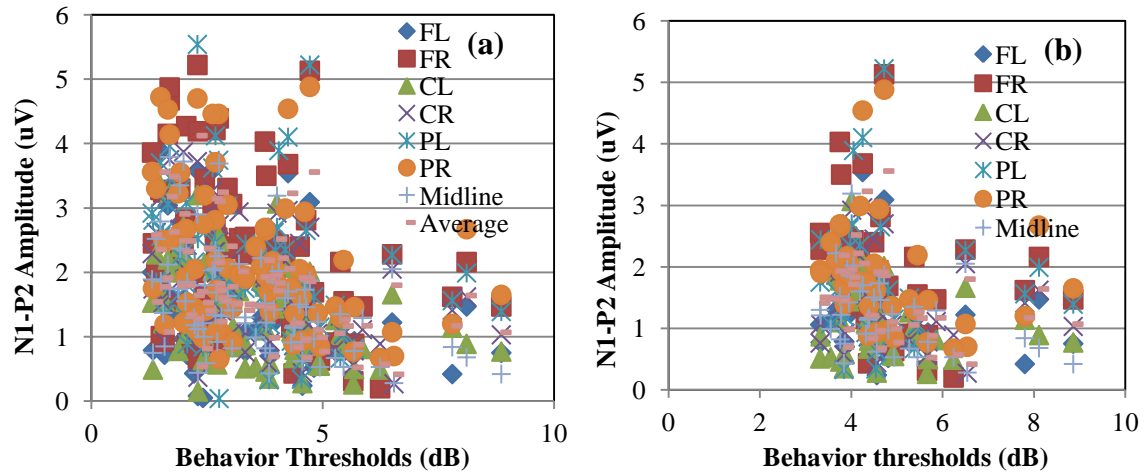 (a)
N1-P2 Amplitude (uV)
6
5
4
3
2
1
0
FL
FR
CL
CR
PL
PR
Midline
Average
0 5 10
Behavior Thresholds (dB)
(b)
N1-P2 Amplitude (uV)
6
5
4
3
2
1
0
FL
FR
CL
CR
PL
PR
Midline
0 2 4 6 8 10
Behavior thresholds (dB)